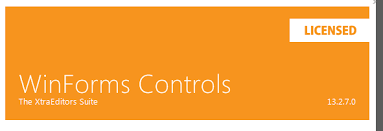 LICENSED
WinForms Controls
The XtraEditors Suite
13.2.7.0